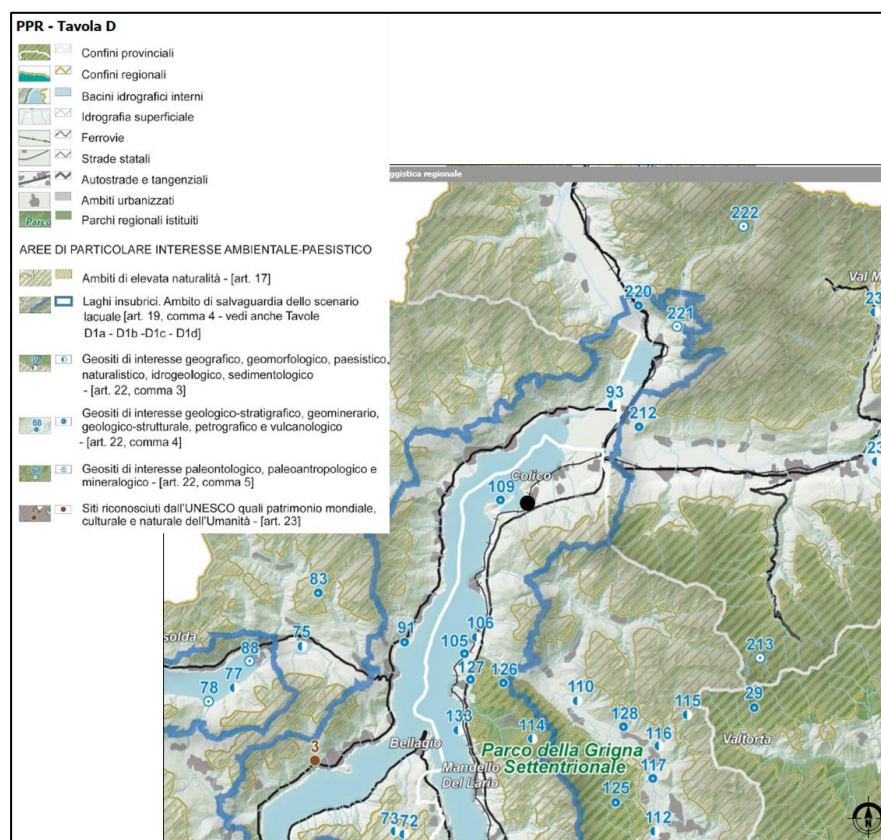 PPR - Tavola D
Confini provinciali
Confini regionali
Bacini idrografici interni
Idrografia superficiale
Ferrovie
Strade statali
Autostrade e tangenziali
Ambiti urbanizzati
Parco
Parchi regionali istituiti
AREE DI PARTICOLARE INTERESSE AMBIENTALE-PAESISTICO
Ambiti di elevata naturalità - [art. 17]
Laghi insubrici. Ambito di salvaguardia dello scenario
lacuale [art. 19, comma 4 - vedi anche Tavole
D1a - D1b -D1c - D1d]
Geositi di interesse geografico, geomorfologico, paesistico,
naturalistico, idrogeologico, sedimentologico
- [art. 22, comma 3]
68
Geositi di interesse geologico-stratigrafico, geominerario,
geologico-strutturale, petrografico e vulcanologico
- [art. 22, comma 4]
Geositi di interesse paleontologico, paleoantropologico e
mineralogico - [art. 22, comma 5]
Siti riconosciuti dall'UNESCO quali patrimonio mondiale,
culturale e naturale dell'Umanità - [art. 23]
ggistica regionale
222
Val M
220
23
221
93
212
23
Colico
109
83
75
91
106
solda
88
105
213
77
127
126
78
110
115
29
133
114
128
Valtorta
3
Bellagio
116
Parco della Grigna
Settentrionale
Mandello
Del Lario
117
125
73
72
112
N